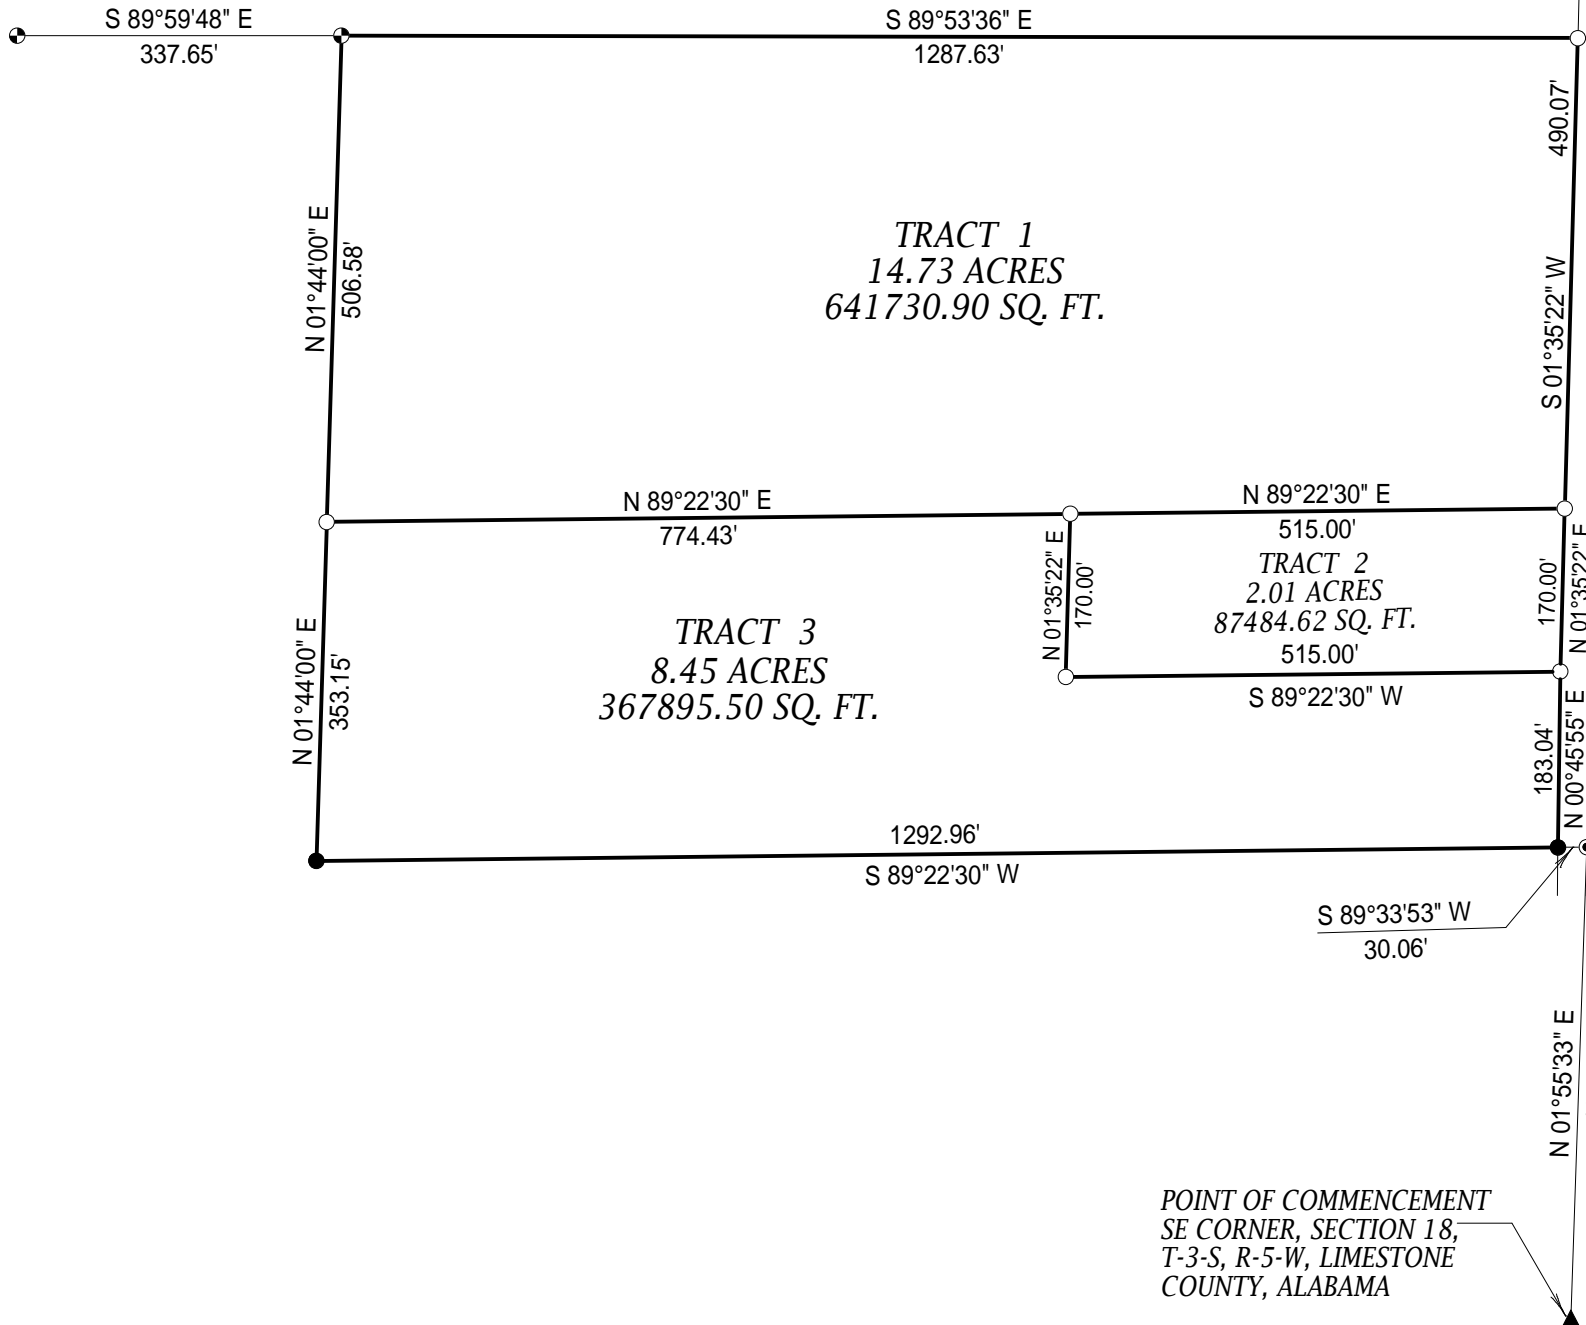 S 89°59'48" E
337.65'
S 89°53'36" E
1287.63'
490.07'
S 01°35'22" W
N 01°44'00" E
506.58'
TRACT 1
14.73 ACRES
641730.90 SQ. FT.
N 89°22'30" E
774.43'
N 89°22'30" E
515.00'
N 01°35'22" E
170.00'
TRACT 2
2.01 ACRES
87484.62 SQ. FT.
515.00'
S 89°22'30" W
170.00'
N 01°35'22" E
N 01°44'00" E
353.15'
TRACT 3
8.45 ACRES
367895.50 SQ. FT.
183.04'
N 00°45'55" E
1292.96'
S 89°22'30" W
S 89°33'53" W
30.06'
N 01°55'33" E
POINT OF COMMENCEMENT
SE CORNER, SECTION 18,
T-3-S, R-5-W, LIMESTONE
COUNTY, ALABAMA